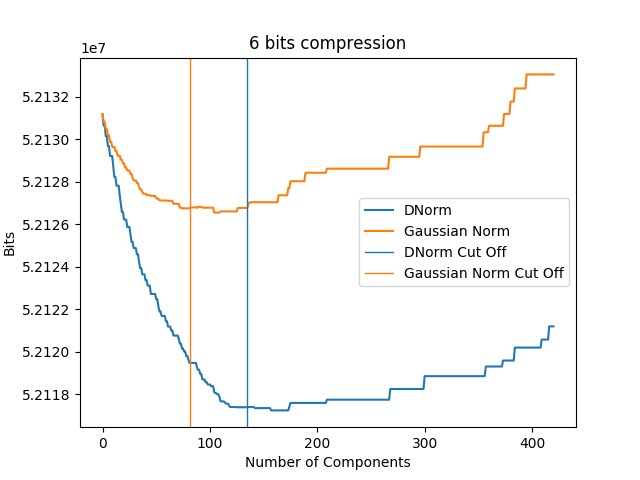 6 bits compression
1e7
5.2132
5.2130
5.2128
5.2126
5.2124
5.2122
5.2120
5.2118
Bits
DNorm
Gaussian Norm
DNorm Cut Off
Gaussian Norm Cut Off
0 100 200 300 400
Number of Components